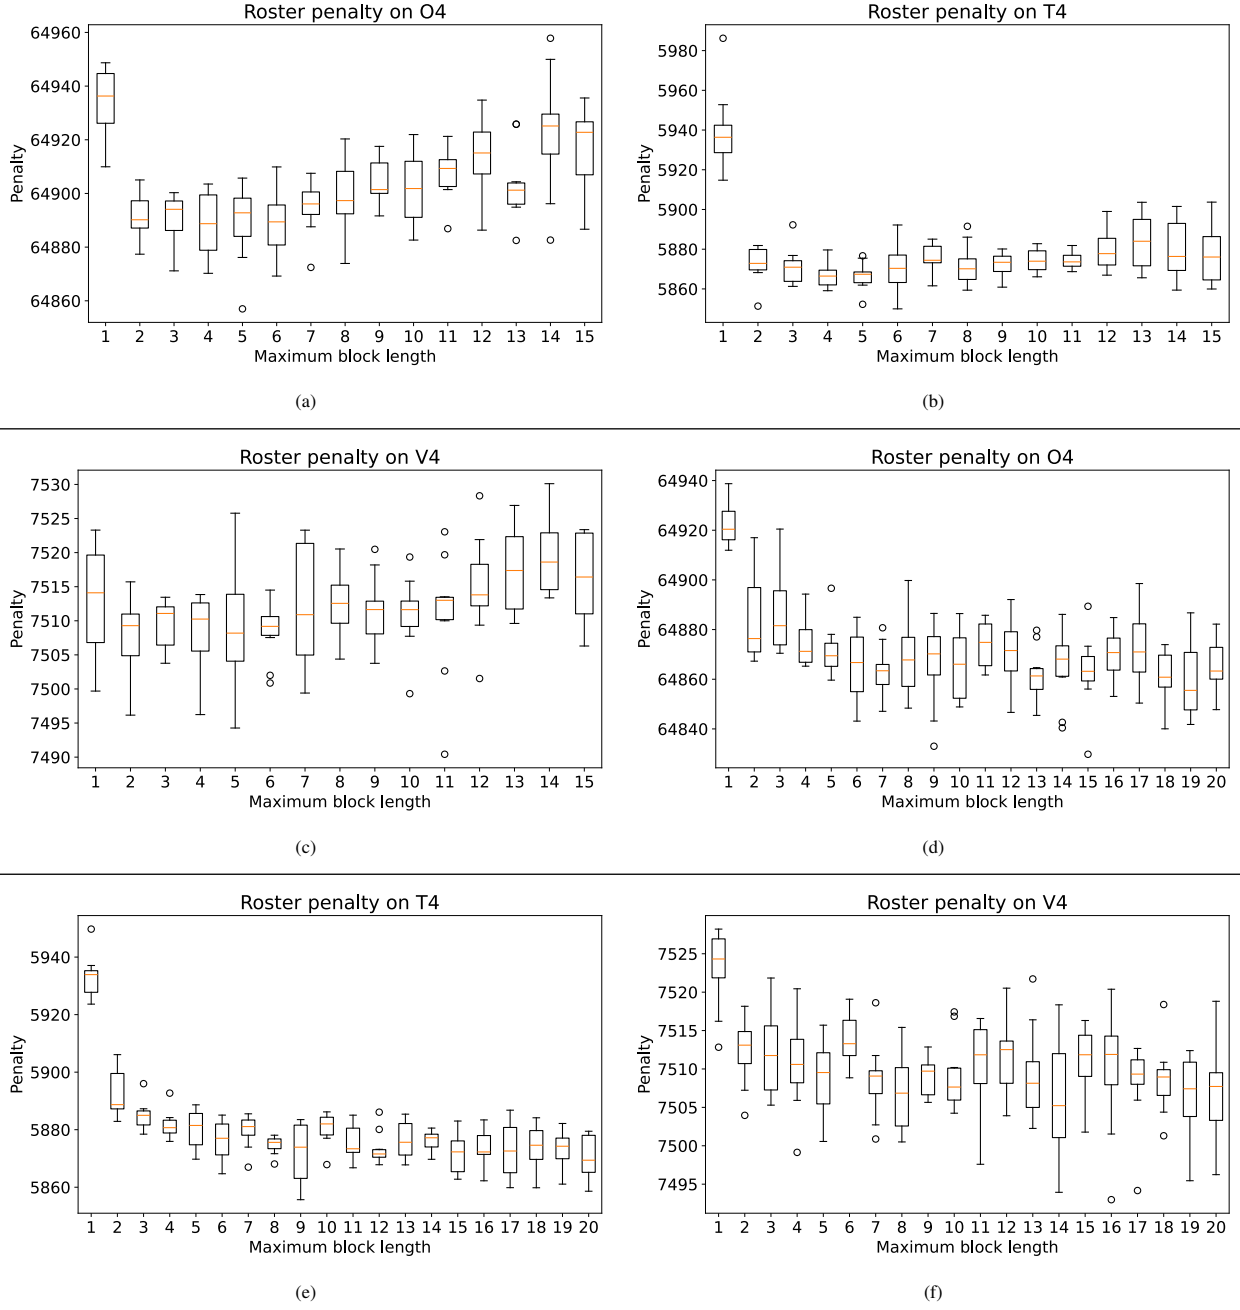 Roster penalty on O4
64960
64940
64920
64900
64880
64860
Penalty
1 2 3 4 5 6 7 8 9 10 11 12 13 14 15
Maximum block length
(a)
Roster penalty on T4
5980
5960
5940
5920
5900
5880
5860
Penalty
1 2 3 4 5 6 7 8 9 10 11 12 13 14 15
Maximum block length
(b)
Roster penalty on V4
7530
7525
7520
7515
7510
7505
7500
7495
7490
Penalty
1 2 3 4 5 6 7 8 9 10 11 12 13 14 15
Maximum block length
(c)
Roster penalty on O4
64940
64920
64900
64880
64860
64840
Penalty
1 2 3 4 5 6 7 8 9 10 11 12 13 14 15 16 17 18 19 20
Maximum block length
(d)
Roster penalty on T4
5940
5920
5900
5880
5860
Penalty
1 2 3 4 5 6 7 8 9 10 11 12 13 14 15 16 17 18 19 20
Maximum block length
(e)
Roster penalty on V4
7525
7520
7515
7510
7505
7500
7495
Penalty
1 2 3 4 5 6 7 8 9 10 11 12 13 14 15 16 17 18 19 20
Maximum block length
(f)